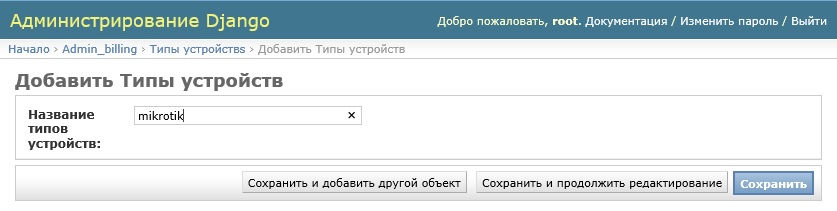 Администрирование Django
Добро пожаловать, root. Документация / Изменить пароль / Выйти
Начало › Admin_billing › Типы устройствs › Добавить Типы устройств
Добавить Типы устройств
Название
типов
устройств:
mikrotik
Сохранить и добавить другой объект
Сохранить и продолжить редактирование
Сохранить